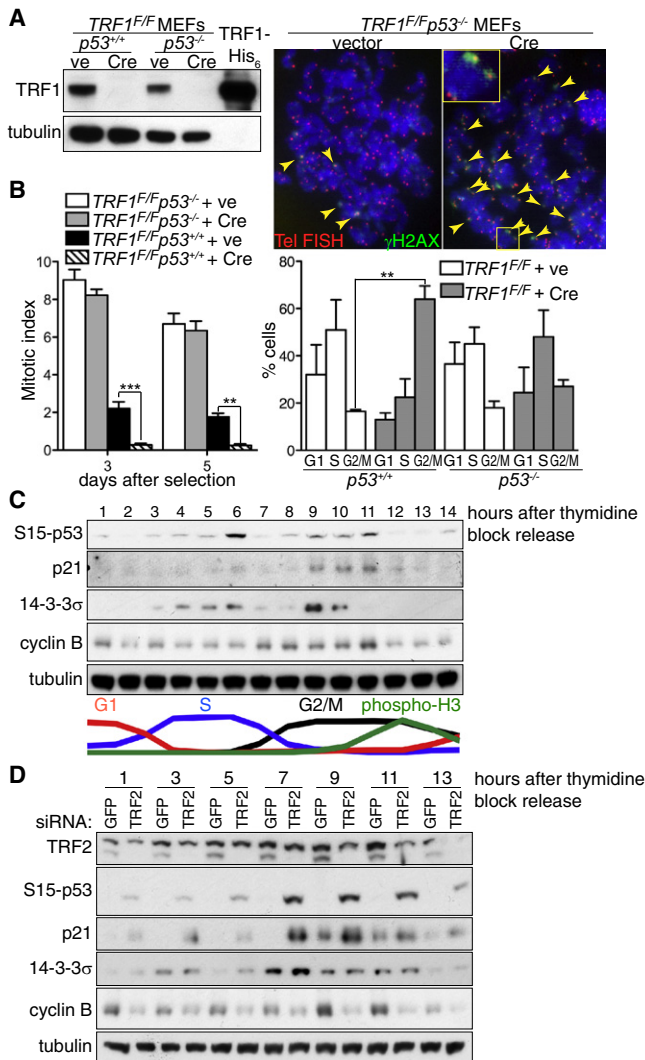 A
TRF1F/F MEFs
p53+/+ p53-/-
ve Cre ve Cre
TRF1-
His6
TRF1
tubulin
TRF1F/Fp53-/-
vector Cre
Tel FISH γH2AX
B
TRF1F/Fp53-/- + ve
TRF1F/Fp53-/- + Cre
TRF1F/Fp53+/+ + ve
TRF1F/Fp53+/+ + Cre
Mitotic index
10
8
6
4
2
0
***
**
3 5
days after selection
TRF1F/F + ve
TRF1F/F + Cre
% cells
80
60
40
20
0
**
G1 S G2/M G1 S G2/M G1 S G2/M G1 S G2/M
p53+/+ p53-/-
C
1 2 3 4 5 6 7 8 9 10 11 12 13 14
hours after thymidine
block release
S15-p53
p21
14-3-3σ
cyclin B
tubulin
G1 S G2/M phospho-H3
D
1 3 5 7 9 11 13
hours after thymidine
block release
siRNA: GFP TRF2 GFP TRF2 GFP TRF2 GFP TRF2 GFP TRF2 GFP TRF2 GFP TRF2
TRF2
S15-p53
p21
14-3-3σ
cyclin B
tubulin